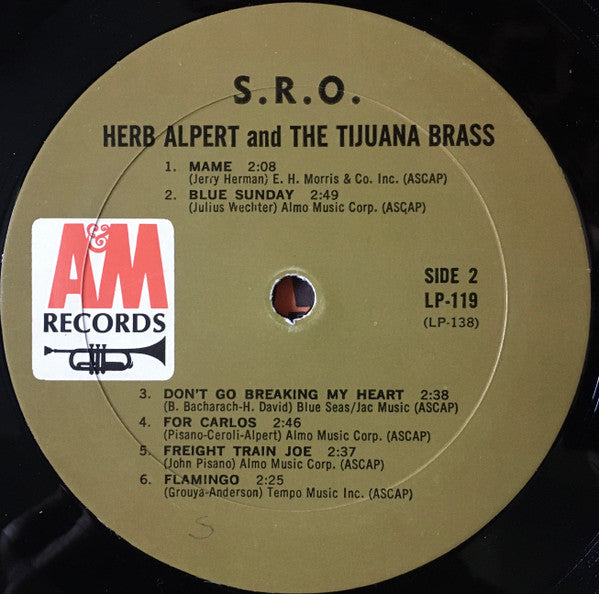 S.R.O.
HERB ALPERT and THE TIJUANA BRASS
1. MAME 2:08
(Jerry Herman) E. H. Morris & Co. Inc. (ASCAP)
2. BLUE SUNDAY 2:49
(Julius Wechter) Almo Music Corp. (ASCAP)
A&M
RECORDS
SIDE 2
LP-119
(LP-138)
3. DON'T GO BREAKING MY HEART 2:38
(B. Bacharach-H. David) Blue Seas/Jac Music (ASCAP)
4. FOR CARLOS 2:46
(Pisano-Ceroli-Alpert) Almo Music Corp. (ASCAP)
5. FREIGHT TRAIN JOE 2:37
(John Pisano) Almo Music Corp. (ASCAP)
6. FLAMINGO 2:25
(Grouya-Anderson) Tempo Music Inc. (ASCAP)
S